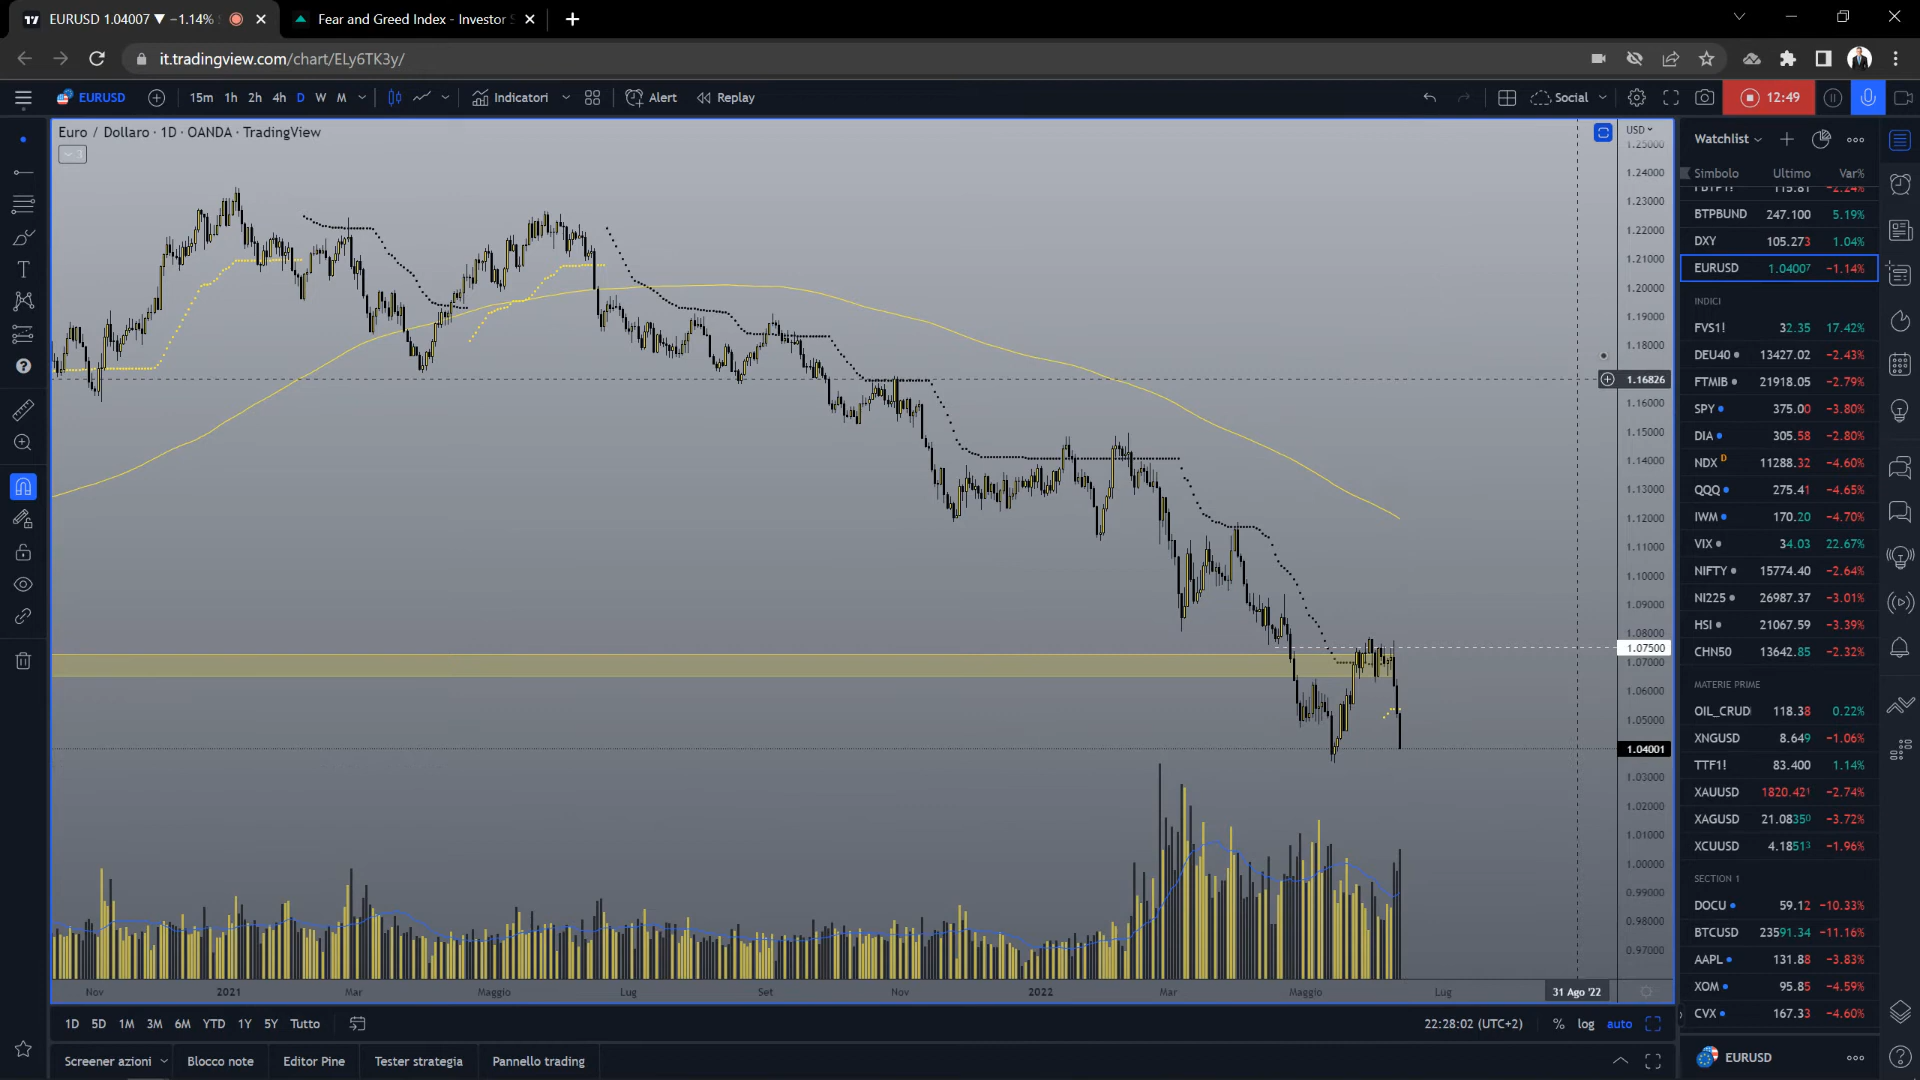 EURUSD 1.04007 ▼ −1.14%
Fear and Greed Index - Investor S
it.tradingview.com/chart/ELy6TK3y/
EURUSD 15m 1h 2h 4h D W M Indicatori Alert Replay Social 12:49
Euro / Dollaro · 1D · OANDA · TradingView
3
USD
1.25000
1.24000
1.23000
1.22000
1.21000
1.20000
1.19000
1.18000
1.16826
1.16000
1.15000
1.14000
1.13000
1.12000
1.11000
1.10000
1.09000
1.08000
1.07500
1.07000
1.06000
1.05000
1.04001
1.03000
1.02000
1.01000
1.00000
0.99000
0.98000
0.97000
Nov 2021 Mar Maggio Lug Set Nov 2022 Mar Maggio Lug 31 Ago '22
1D 5D 1M 3M 6M YTD 1Y 5Y Tutto 22:28:02 (UTC+2) % log auto
Screener azioni Blocco note Editor Pine Tester strategia Pannello trading
Watchlist
Simbolo Ultimo Var%
FBTP1! 115.81 −2.24%
BTPBUND 247.100 5.19%
DXY 105.273 1.04%
EURUSD 1.04007 −1.14%
INDICI
FVS1! 32.35 17.42%
DEU40 13427.02 −2.43%
FTMIB 21918.05 −2.79%
SPY 375.00 −3.80%
DIA 305.58 −2.80%
NDX D 11288.32 −4.60%
QQQ 275.41 −4.65%
IWM 170.20 −4.70%
VIX 34.03 22.67%
NIFTY 15774.40 −2.64%
NI225 26987.37 −3.01%
HSI 21067.59 −3.39%
CHN50 13642.85 −2.32%
MATERIE PRIME
OIL_CRUD 118.38 0.22%
XNGUSD 8.649 −1.06%
TTF1! 83.400 1.14%
XAUUSD 1820.421 −2.74%
XAGUSD 21.08350 −3.72%
XCUUSD 4.18513 −1.96%
SECTION 1
DOCU 59.12 −10.33%
BTCUSD 23591.34 −11.16%
AAPL 131.88 −3.83%
XOM 95.85 −4.59%
CVX 167.33 −4.60%
EURUSD